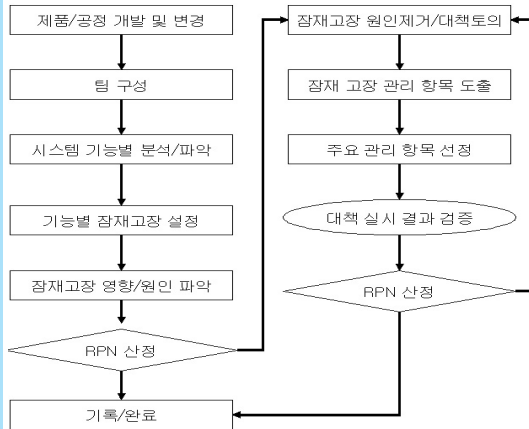 제품/공정 개발 및 변경
팀 구성
시스템 기능별 분석/파악
기능별 잠재고장 설정
잠재고장 영향/원인 파악
RPN 산정
기록/완료
잠재고장 원인제거/대책토의
잠재 고장 관리 항목 도출
주요 관리 항목 선정
대책 실시 결과 검증
RPN 산정